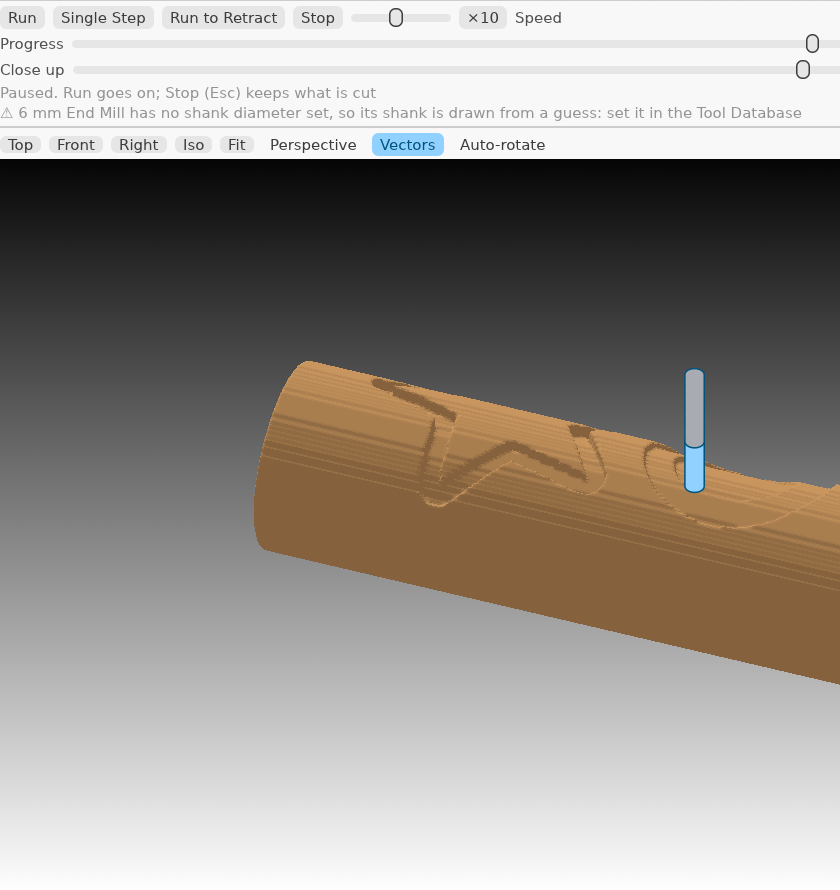 Run Single Step Run to Retract Stop ×10 Speed
Progress
Close up
Paused. Run goes on; Stop (Esc) keeps what is cut
⚠ 6 mm End Mill has no shank diameter set, so its shank is drawn from a guess: set it in the Tool Database
Top Front Right Iso Fit Perspective Vectors Auto-rotate